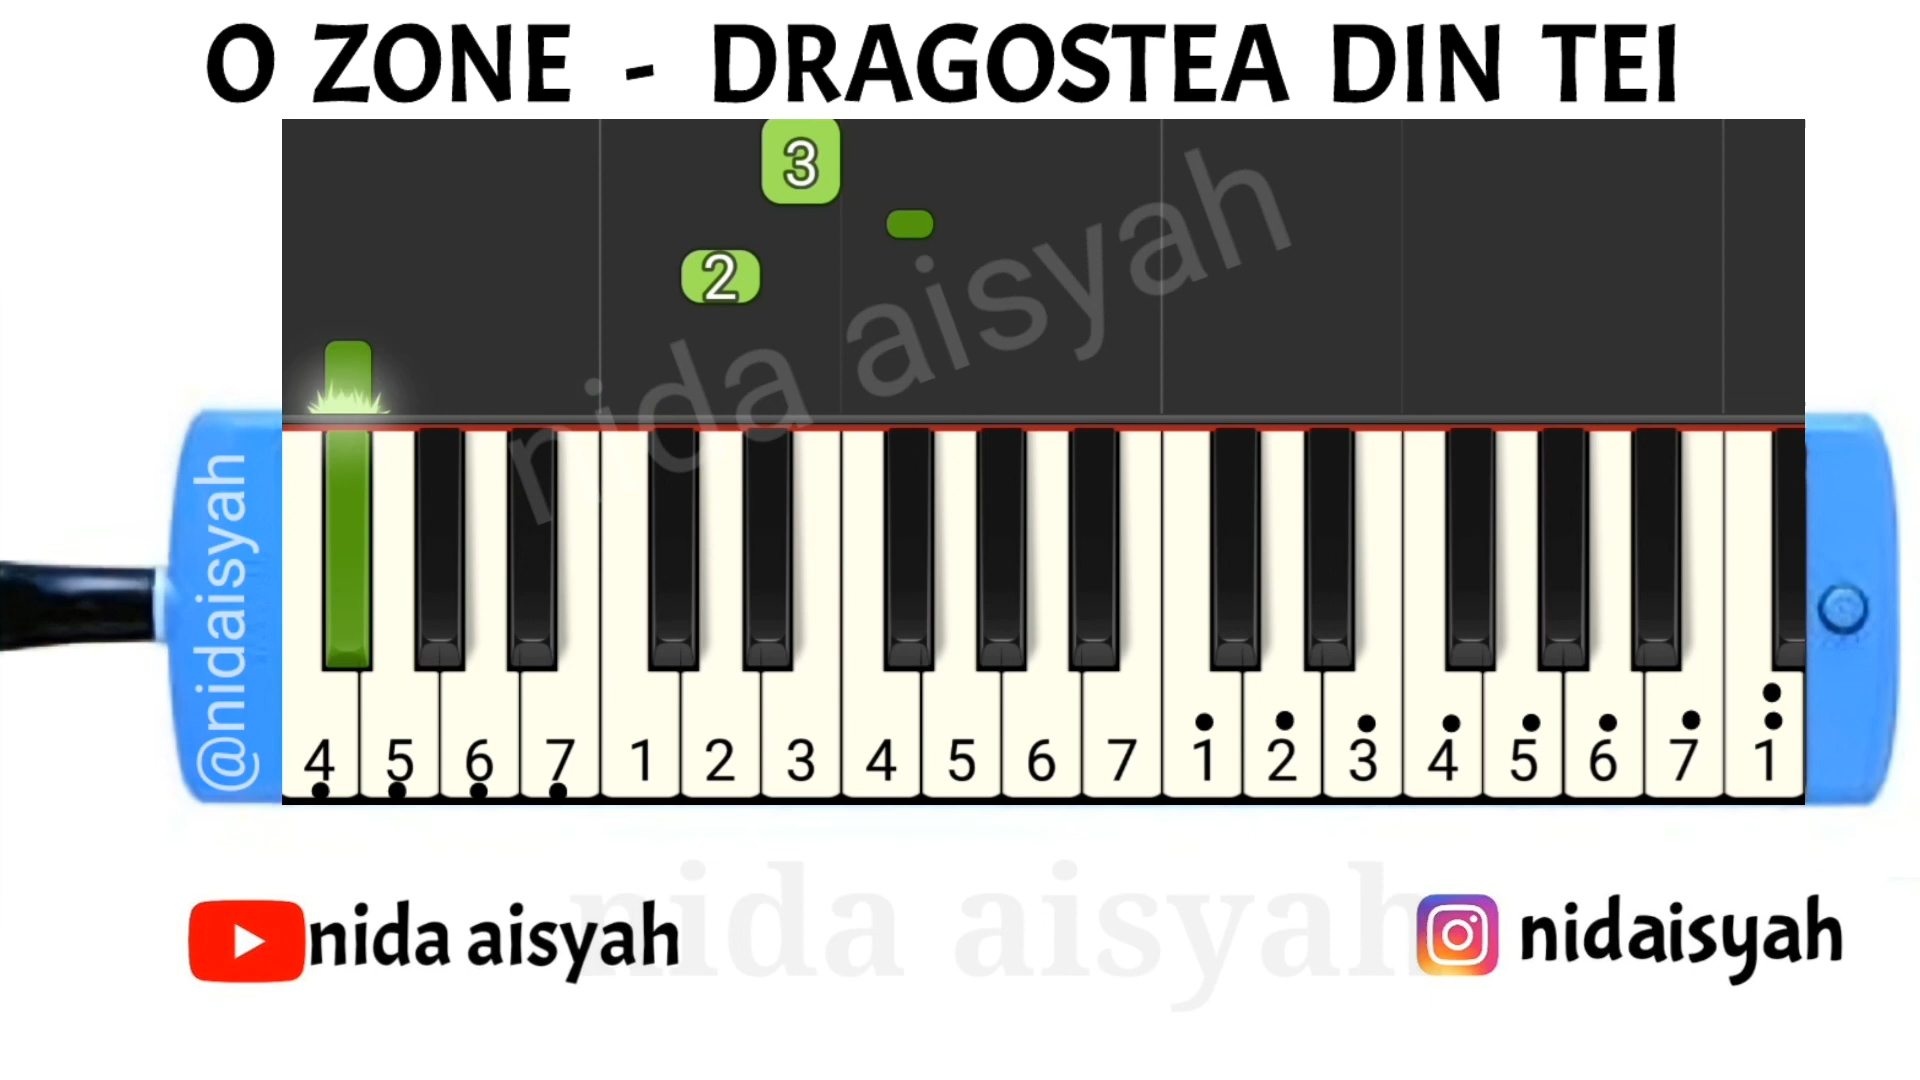 O ZONE - DRAGOSTEA DIN TEI
3
2
nida aisyah
@nidaisyah
4 5 6 7 1 2 3 4 5 6 7 1 2 3 4 5 6 7 1
nida aisyah
nida aisyah
nidaisyah